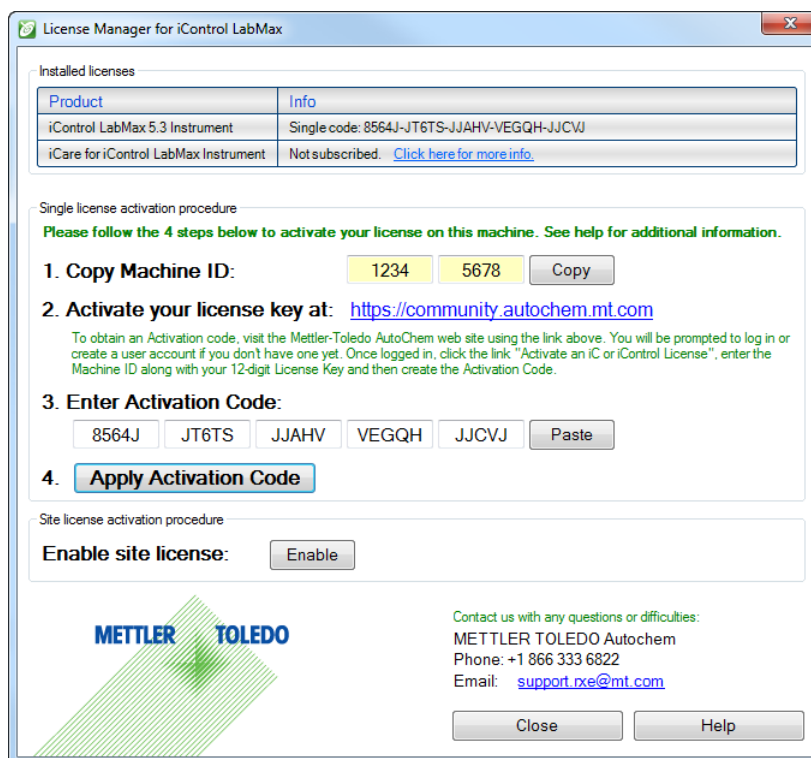 License Manager for iControl LabMax
X
Installed licenses
Product Info
iControl LabMax 5.3 Instrument Single code: 8564J-JT6TS-JJAHV-VEGQH-JJCVJ
iCare for iControl LabMax Instrument Not subscribed. Click here for more info.
Single license activation procedure
Please follow the 4 steps below to activate your license on this machine. See help for additional information.
1. Copy Machine ID: 1234 5678 Copy
2. Activate your license key at: https://community.autochem.mt.com
To obtain an Activation code, visit the Mettler-Toledo AutoChem web site using the link above. You will be prompted to log in or
create a user account if you don't have one yet. Once logged in, click the link "Activate an iC or iControl License", enter the
Machine ID along with your 12-digit License Key and then create the Activation Code.
3. Enter Activation Code:
8564J JT6TS JJAHV VEGQH JJCVJ Paste
4. Apply Activation Code
Site license activation procedure
Enable site license: Enable
METTLER TOLEDO
Contact us with any questions or difficulties:
METTLER TOLEDO Autochem
Phone: +1 866 333 6822
Email: support.rxe@mt.com
Close Help